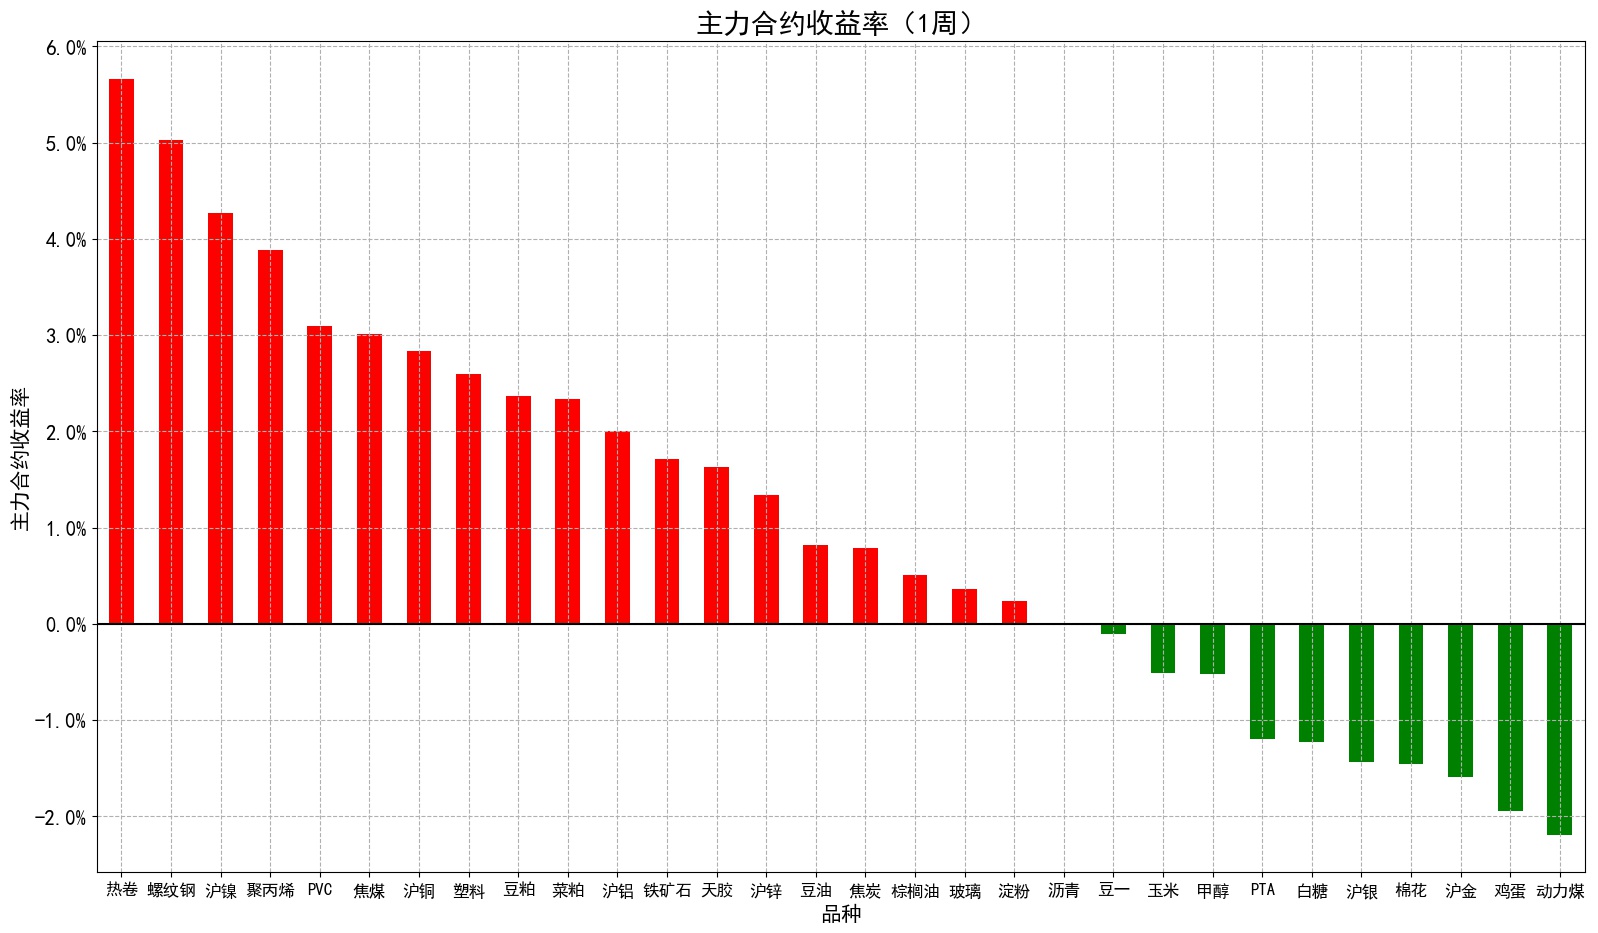 主力合约收益率（1周）
主力合约收益率
6.0%
5.0%
4.0%
3.0%
2.0%
1.0%
0.0%
-1.0%
-2.0%
热卷 螺纹钢 沪镍 聚丙烯 PVC 焦煤 沪铜 塑料 豆粕 菜粕 沪铝 铁矿石 天胶 沪锌 豆油 焦炭 棕榈油 玻璃 淀粉 沥青 豆一 玉米 甲醇 PTA 白糖 沪银 棉花 沪金 鸡蛋 动力煤
品种